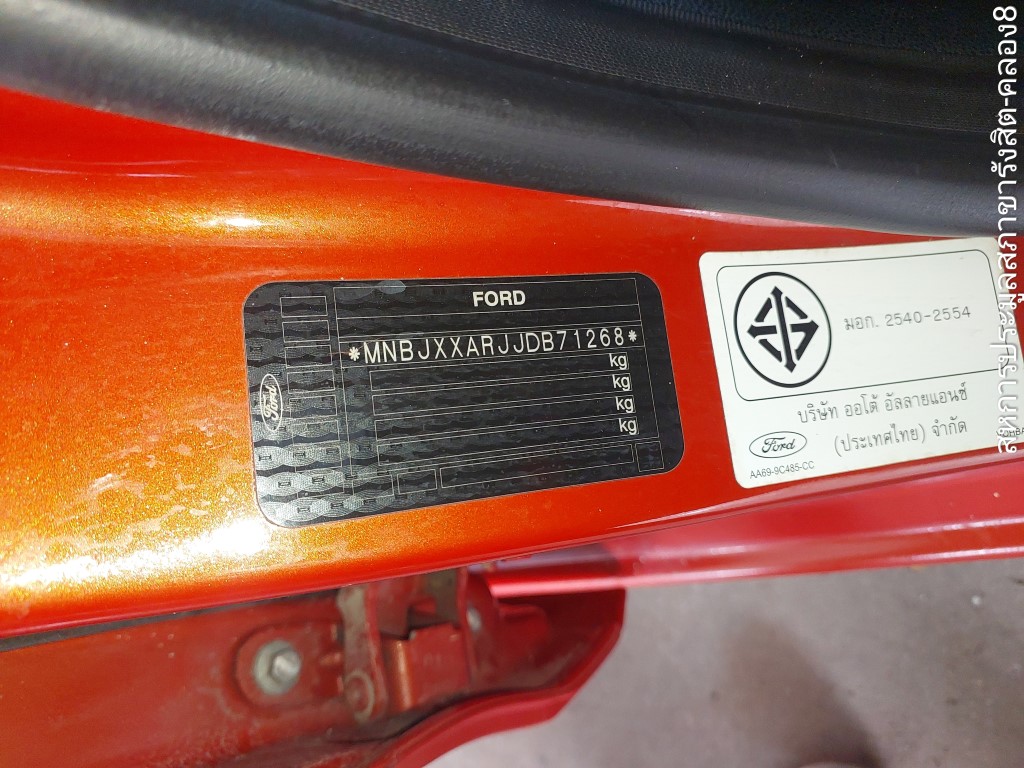 FORD
*MNBJXXARJJDB71268*
kg
kg
kg
kg
Ford
มอก. 2540-2554
บริษัท ออโต้ อัลลายแอนซ์
(ประเทศไทย) จำกัด
Ford
AA69-9C485-CC
สหการประมูลสาขารังสิต-คลอง8